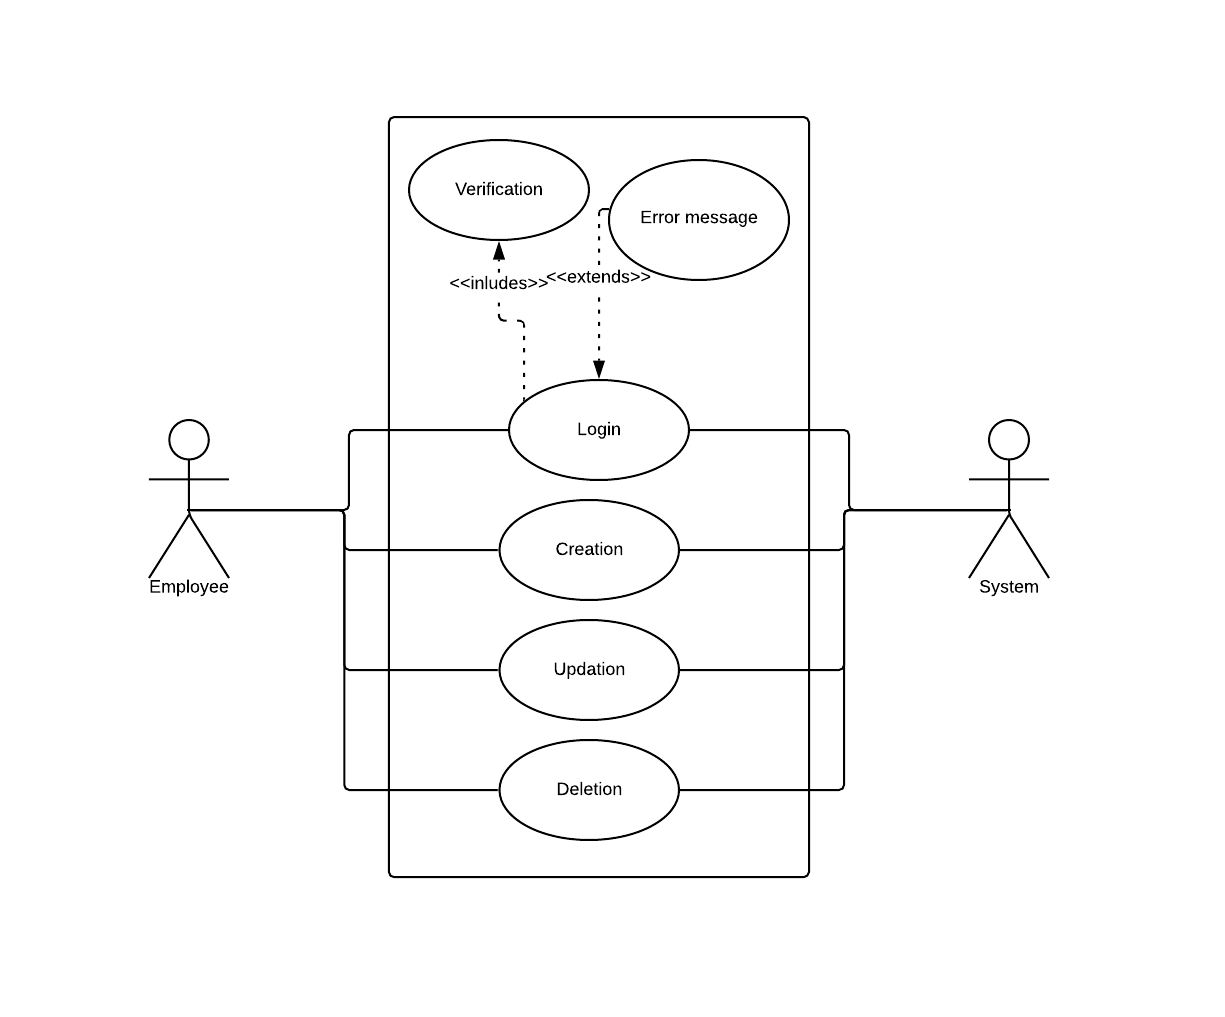 Verification
Error message
<<inludes>>
<<extends>>
Login
Creation
Employee
System
Updation
Deletion